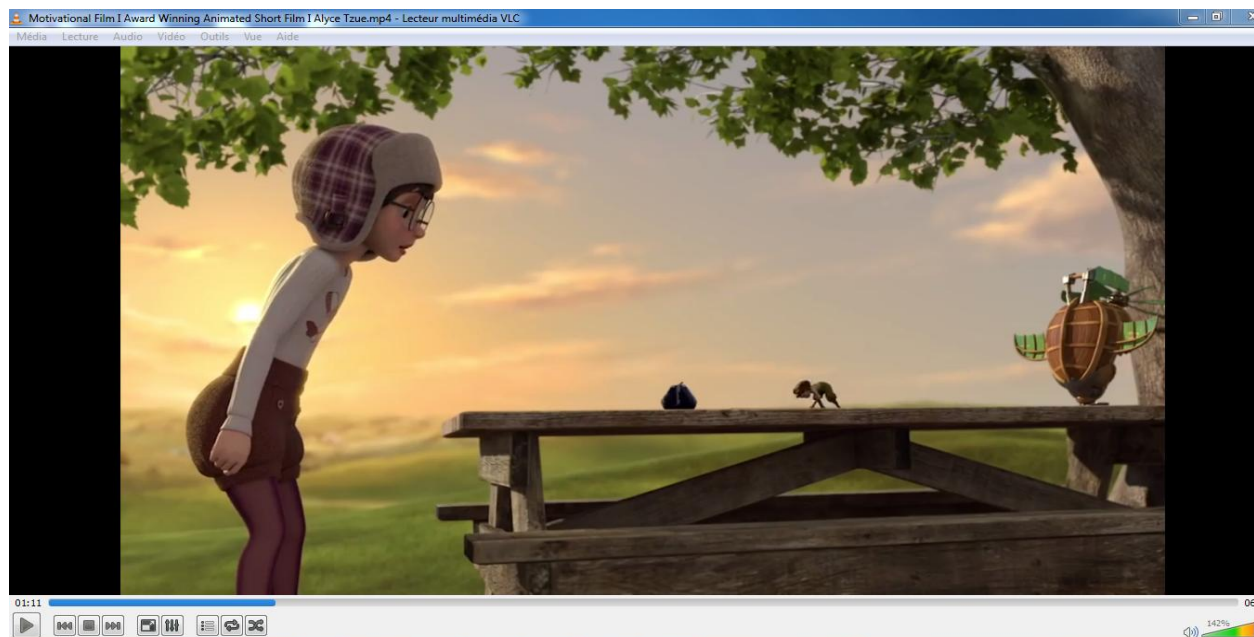 Motivational Film I Award Winning Animated Short Film I Alyce Tzue.mp4 - Lecteur multimédia VLC
Média Lecture Audio Vidéo Outils Vue Aide
01:11 06
142%